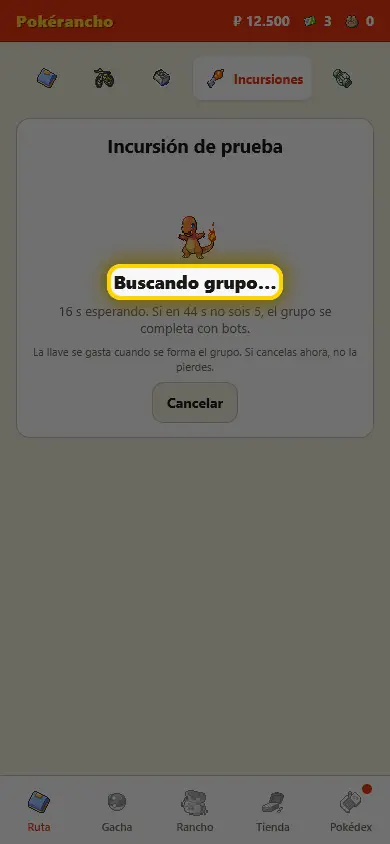 Pokérancho
₽ 12.500
3
0
Incursiones
Incursión de prueba
Buscando grupo...
16 s esperando. Si en 44 s no sois 5, el grupo se
completa con bots.
La llave se gasta cuando se forma el grupo. Si cancelas ahora, no la
pierdes.
Cancelar
Ruta
Gacha
Rancho
Tienda
Pokédex